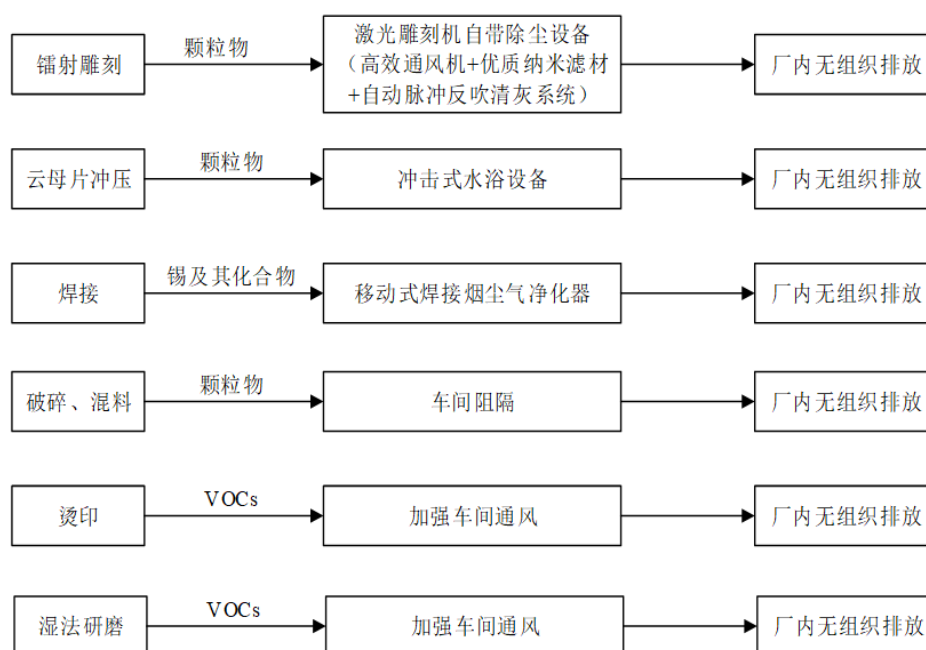 颗粒物
镭射雕刻
激光雕刻机自带除尘设备
（高效通风机+优质纳米滤材
+自动脉冲反吹清灰系统）
厂内无组织排放
颗粒物
云母片冲压
冲击式水浴设备
厂内无组织排放
锡及其化合物
焊接
移动式焊接烟尘气净化器
厂内无组织排放
颗粒物
破碎、混料
车间阻隔
厂内无组织排放
VOCs
烫印
加强车间通风
厂内无组织排放
VOCs
湿法研磨
加强车间通风
厂内无组织排放